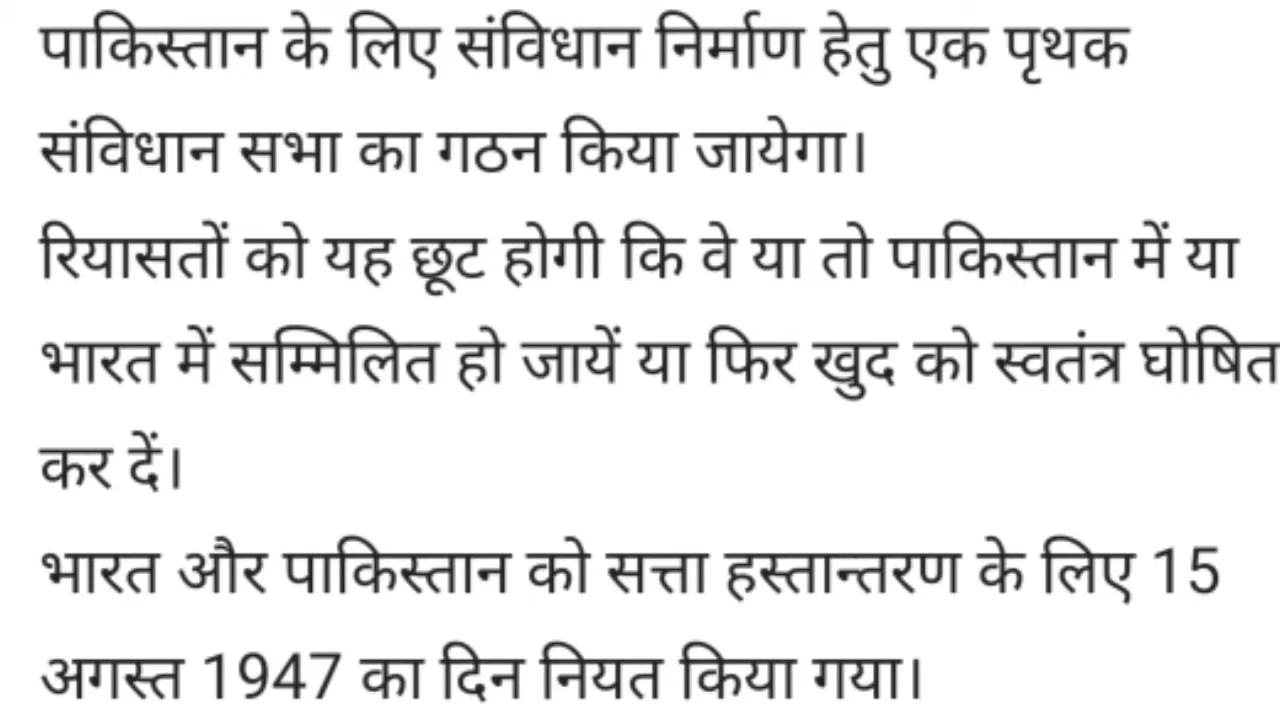 पाकिस्तान के लिए संविधान निर्माण हेतु एक पृथक
संविधान सभा का गठन किया जायेगा।
रियासतों को यह छूट होगी कि वे या तो पाकिस्तान में या
भारत में सम्मिलित हो जायें या फिर खुद को स्वतंत्र घोषित
कर दें।
भारत और पाकिस्तान को सत्ता हस्तान्तरण के लिए 15
अगस्त 1947 का दिन नियत किया गया।